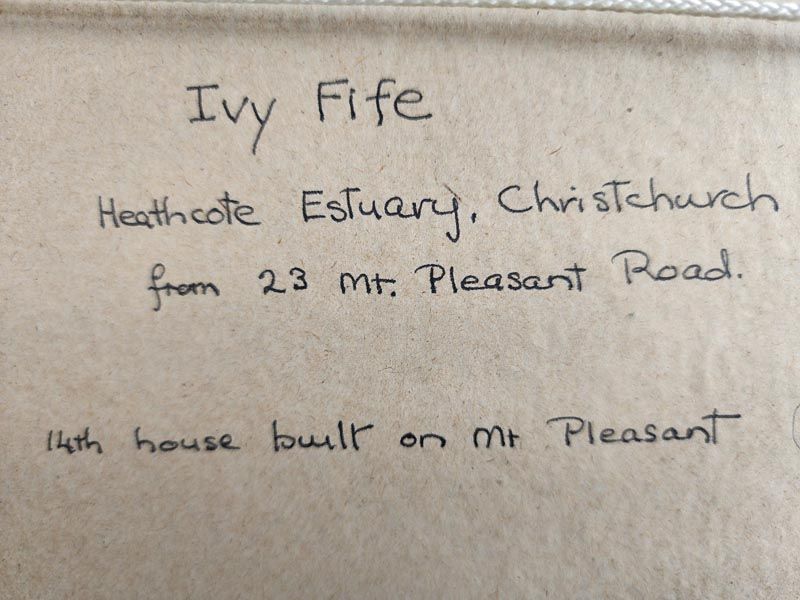 Ivy Fife
Heathcote Estuary, Christchurch
from 23 Mt. Pleasant Road.
14th house built on Mt Pleasant